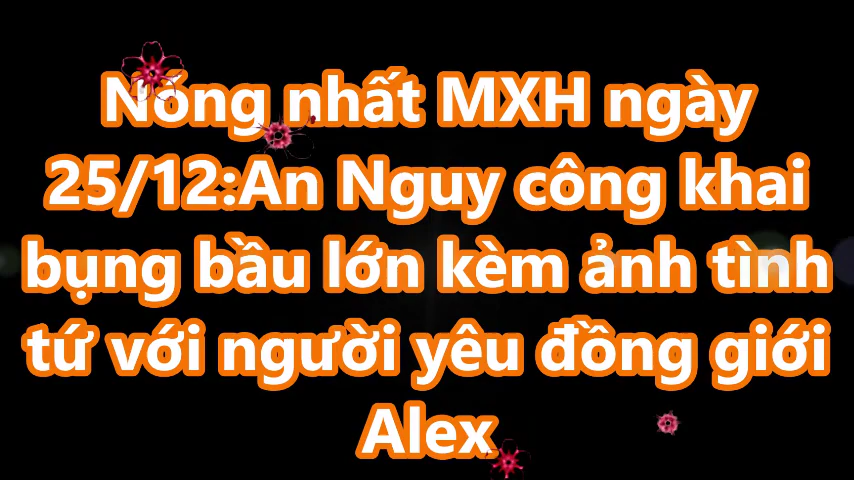 Nóng nhất MXH ngày
25/12:An Nguy công khai
bụng bầu lớn kèm ảnh tình
tứ với người yêu đồng giới
Alex